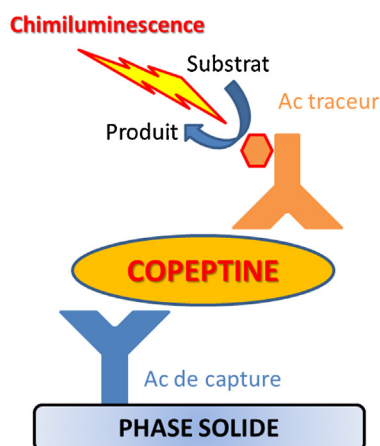 Chimiluminescence
Substrat
Ac traceur
Produit
COPEPTINE
Ac de capture
PHASE SOLIDE